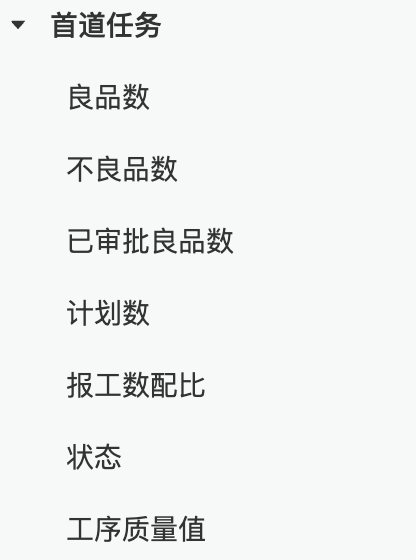 首道任务
良品数
不良品数
已审批良品数
计划数
报工数配比
状态
工序质量值